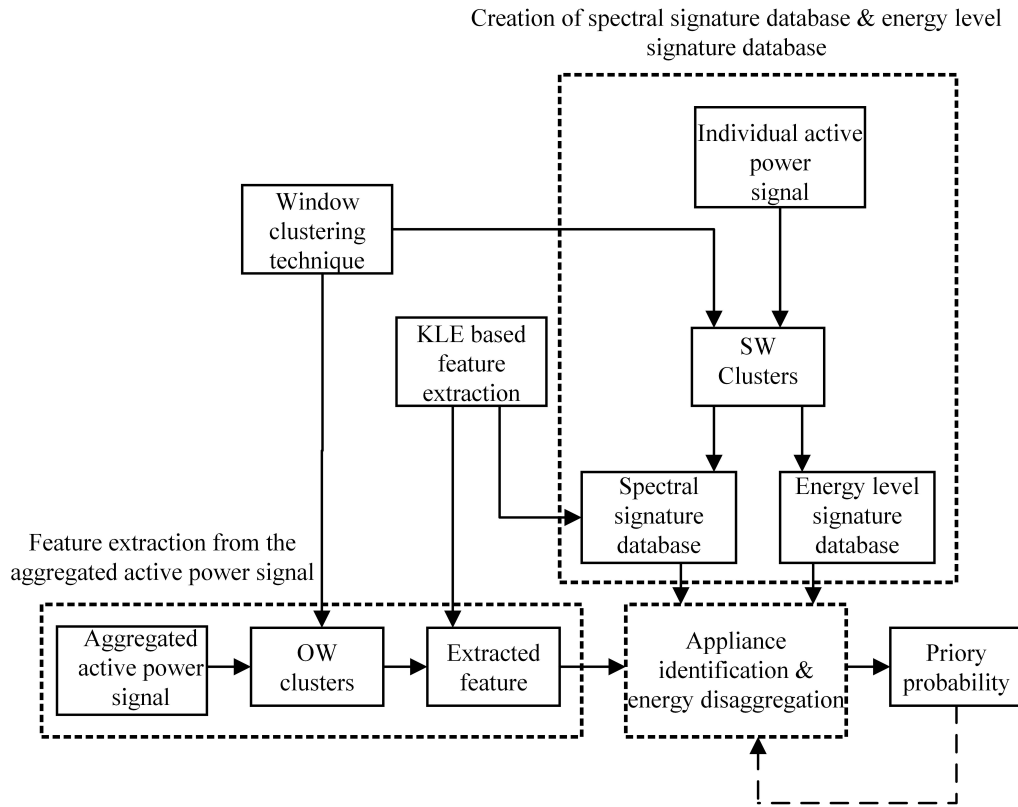 Creation of spectral signature database & energy level
signature database
Individual active
power
signal
Window
clustering
technique
KLE based
feature
extraction
SW
Clusters
Spectral
signature
database
Energy level
signature
database
Feature extraction from the
aggregated active power signal
Aggregated
active power
signal
OW
clusters
Extracted
feature
Appliance
identification &
energy disaggregation
Priory
probability